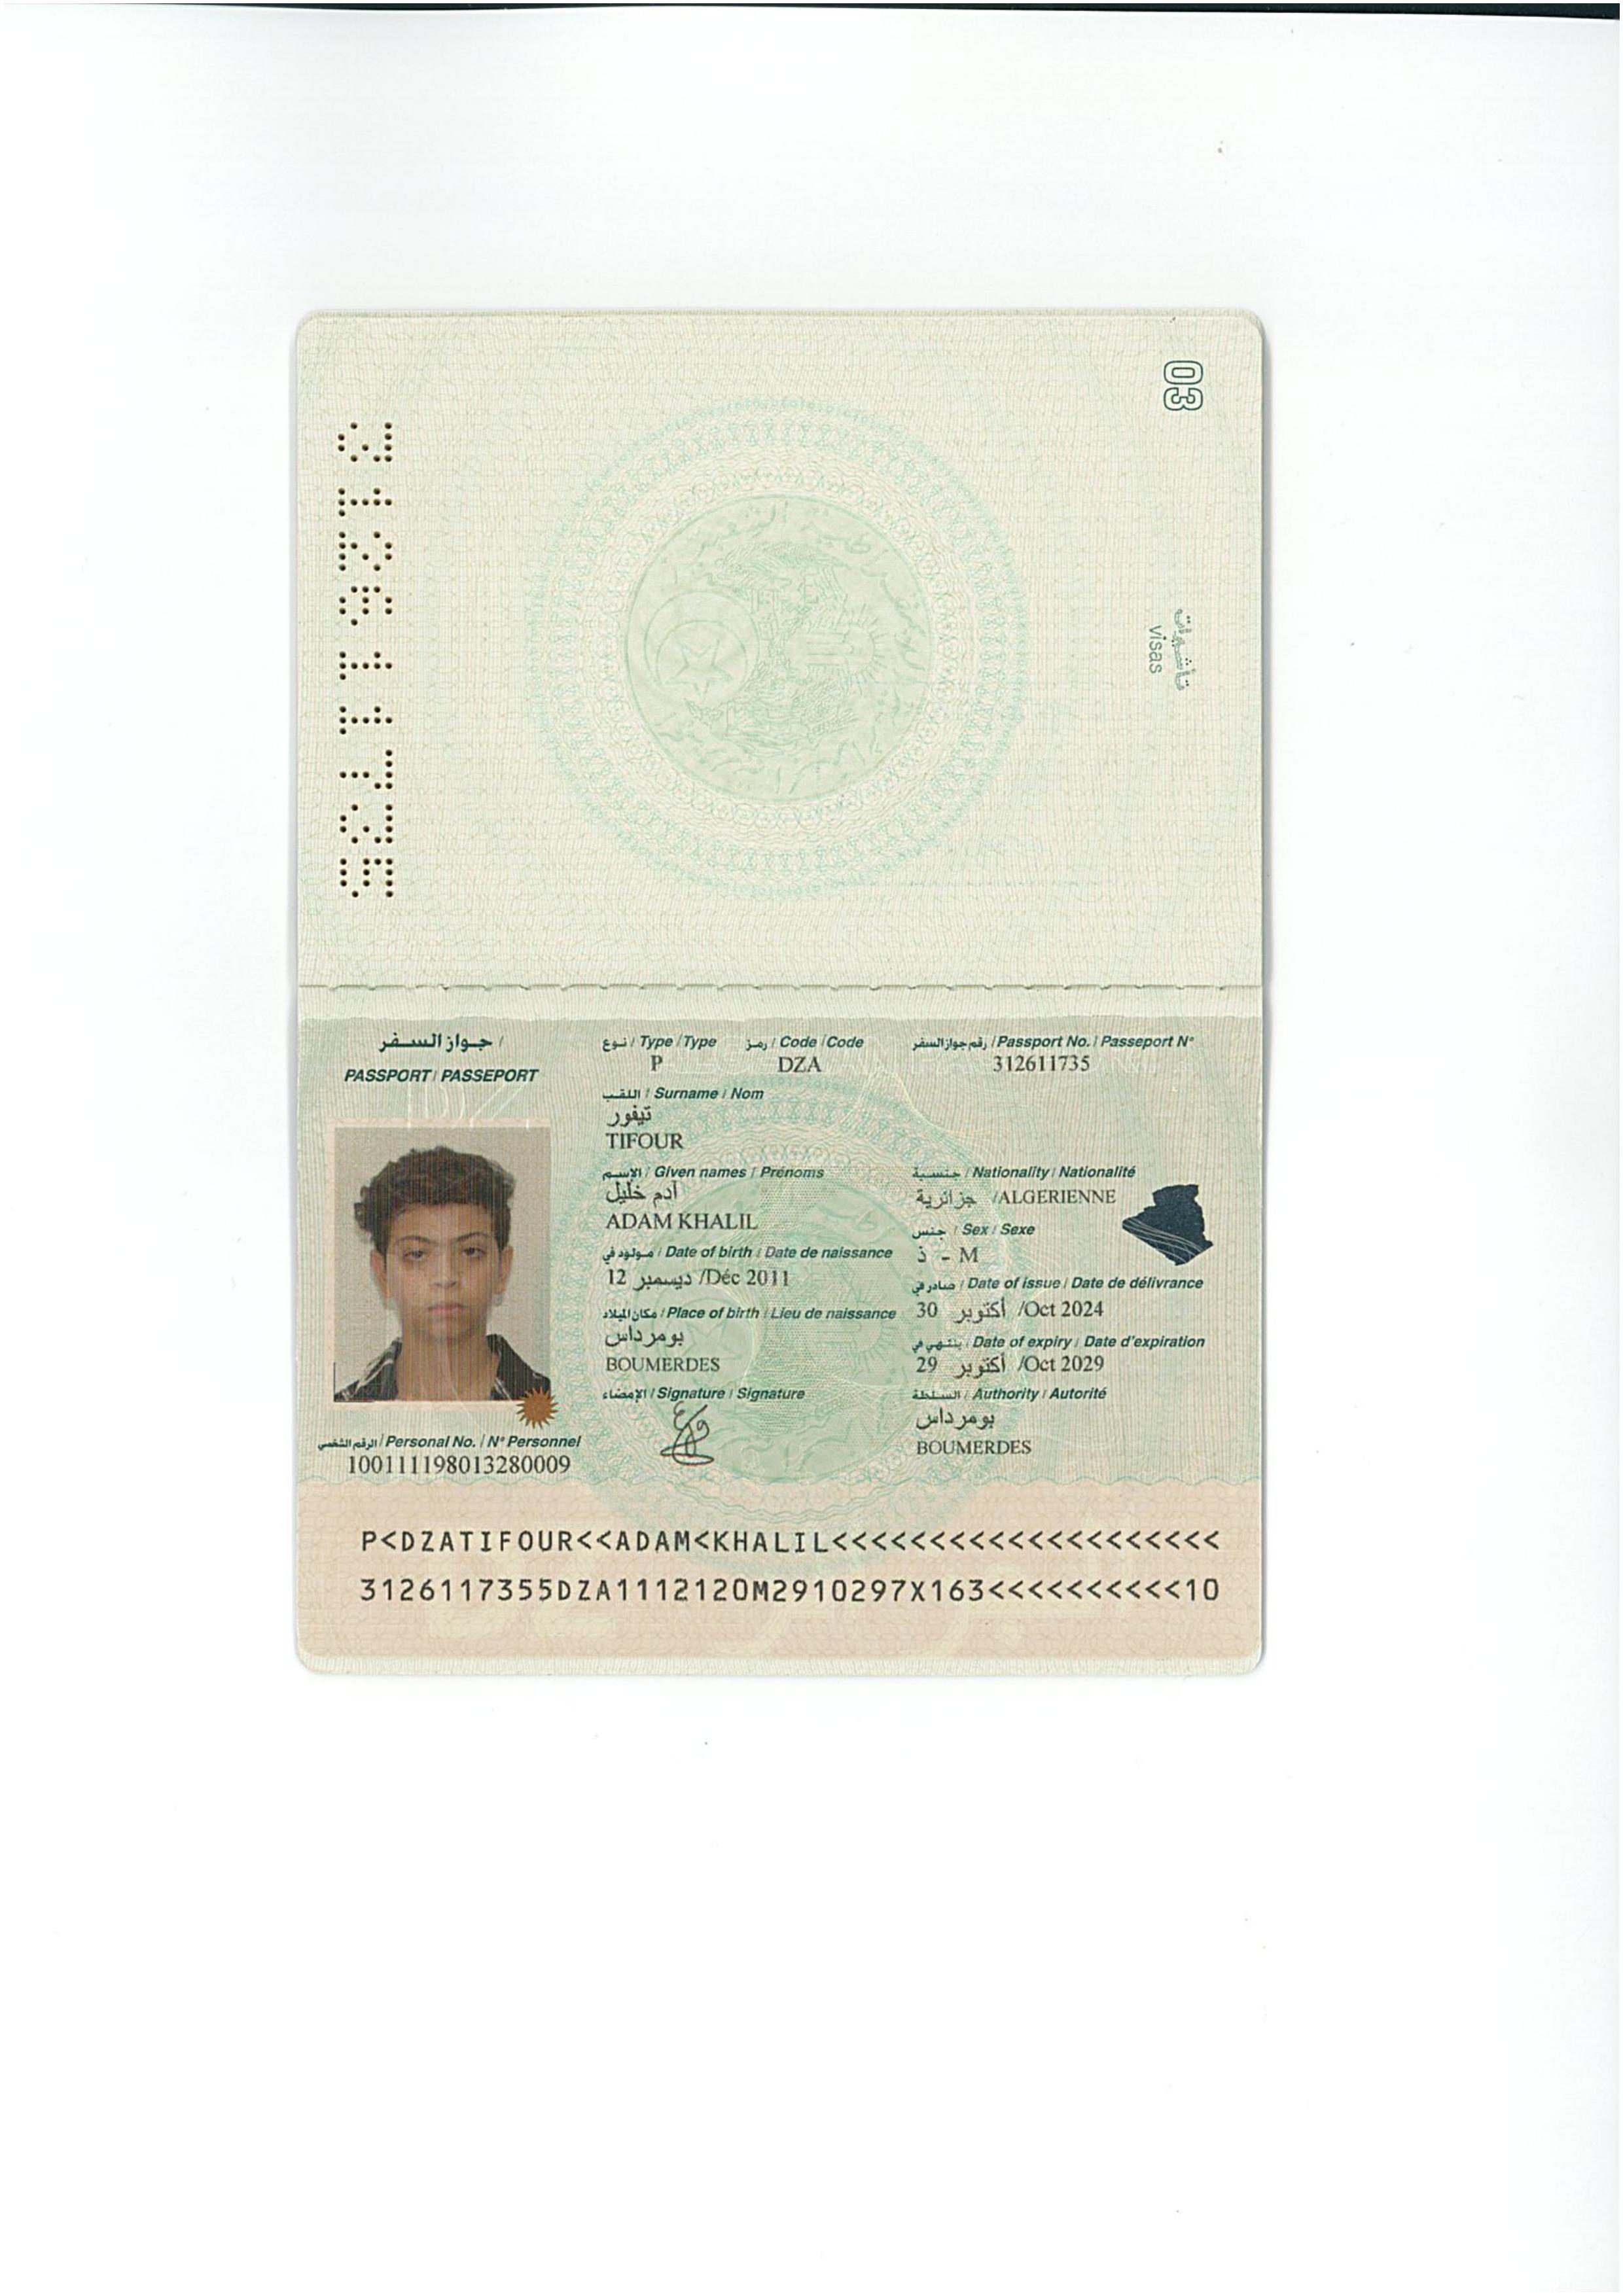 03
تأشيرات
visas
312611735
جواز السفر /
PASSPORT / PASSEPORT
نوع / Type / Type
P
رمز / Code / Code
DZA
رقم جواز السفر / Passport No. / Passeport N°
312611735
اللقب / Surname / Nom
تيفور
TIFOUR
الإسم / Given names / Prénoms
آدم خليل
ADAM KHALIL
جنسية / Nationality / Nationalité
جزائرية /ALGERIENNE
جنس / Sex / Sexe
ذ - M
مولود في / Date of birth / Date de naissance
12 ديسمبر /Déc 2011
صادر في / Date of issue / Date de délivrance
30 أكتوبر /Oct 2024
مكان الميلاد / Place of birth / Lieu de naissance
بومرداس
BOUMERDES
ينتهي في / Date of expiry / Date d'expiration
29 أكتوبر /Oct 2029
الإمضاء / Signature / Signature
السلطة / Authority / Autorité
بومرداس
BOUMERDES
الرقم الشخصي / Personal No. / N° Personnel
100111198013280009
P<DZATIFOUR<<ADAM<KHALIL<<<<<<<<<<<<<<<<<<<<
3126117355DZA1112120M2910297X163<<<<<<<<<<10